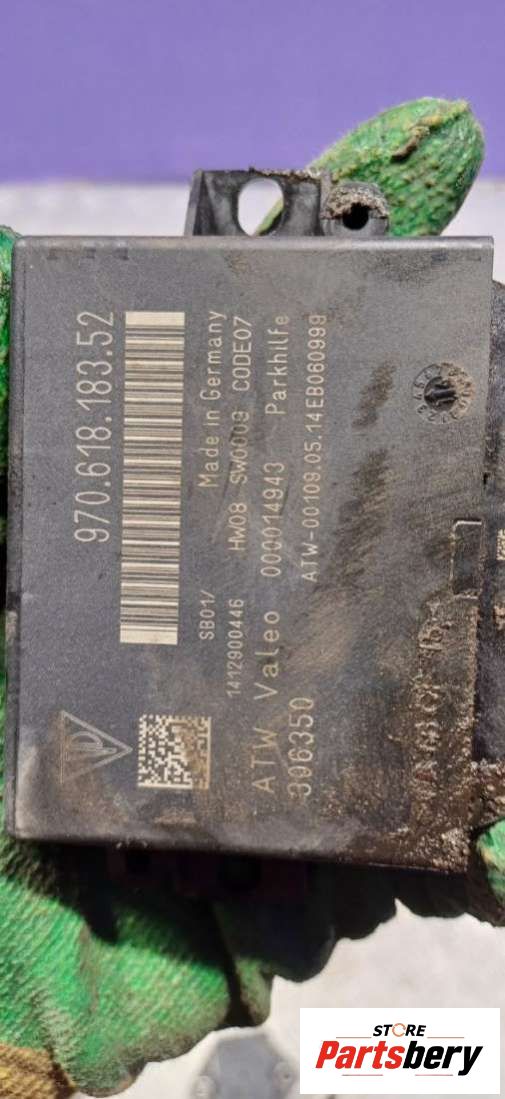 970.618.183.52
Made in Germany
SB01/
1412900446 HW08 SW0009 CODE07
ATW Valeo 000014943 Parkhilfe
306350 ATW-00109.05.14EB060999
STORE
Partsbery